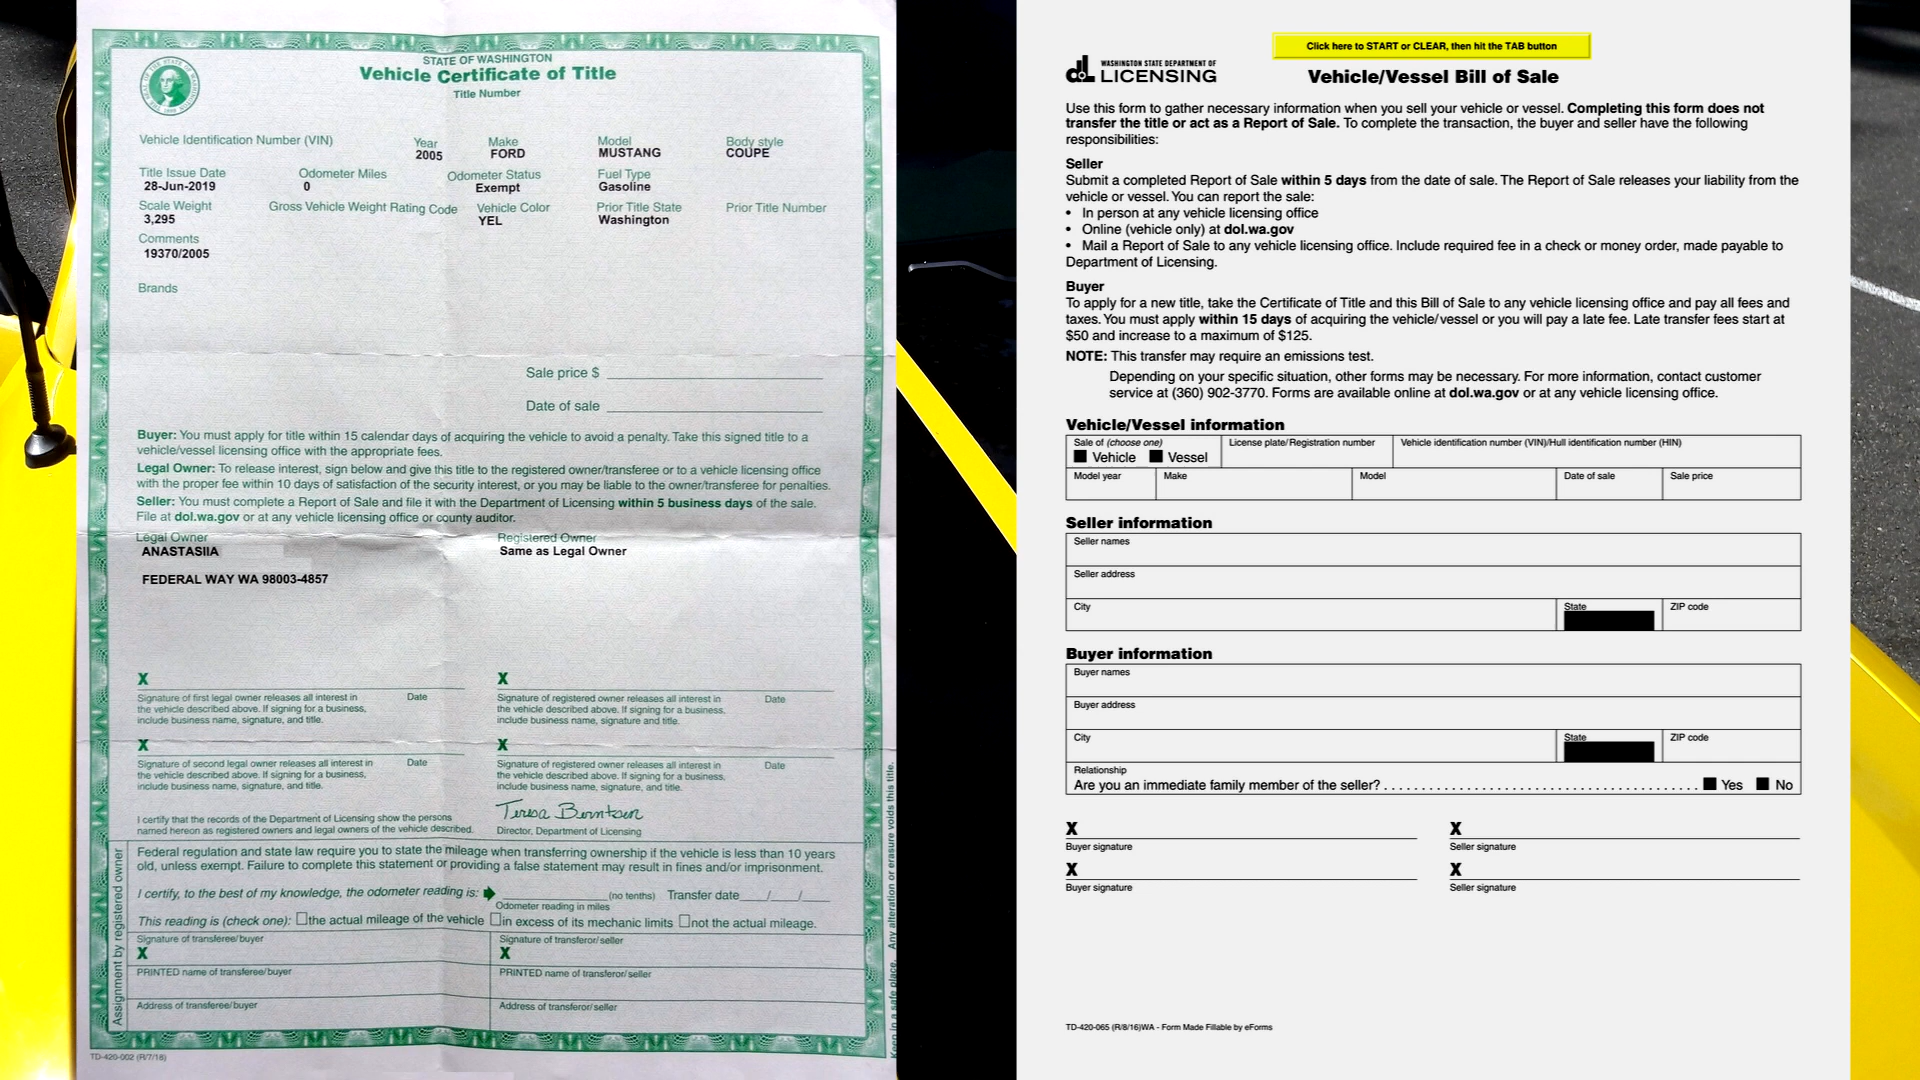 STATE OF WASHINGTON
Vehicle Certificate of Title
Title Number
Vehicle Identification Number (VIN)
Year
2005
Make
FORD
Model
MUSTANG
Body style
COUPE
Title Issue Date
28-Jun-2019
Odometer Miles
0
Odometer Status
Exempt
Fuel Type
Gasoline
Scale Weight
3,295
Gross Vehicle Weight Rating Code
Vehicle Color
YEL
Prior Title State
Washington
Prior Title Number
Comments
19370/2005
Brands
Sale price $
Date of sale
Buyer: You must apply for title within 15 calendar days of acquiring the vehicle to avoid a penalty. Take this signed title to a
vehicle/vessel licensing office with the appropriate fees.
Legal Owner: To release interest, sign below and give this title to the registered owner/transferee or to a vehicle licensing office
with the proper fee within 10 days of satisfaction of the security interest, or you may be liable to the owner/transferee for penalties.
Seller: You must complete a Report of Sale and file it with the Department of Licensing within 5 business days of the sale.
File at dol.wa.gov or at any vehicle licensing office or county auditor.
Legal Owner
ANASTASIIA
FEDERAL WAY WA 98003-4857
Registered Owner
Same as Legal Owner
X
Signature of first legal owner releases all interest in
the vehicle described above. If signing for a business,
include business name, signature, and title.
Date
X
Signature of registered owner releases all interest in
the vehicle described above. If signing for a business,
include business name, signature and title.
Date
X
Signature of second legal owner releases all interest in
the vehicle described above. If signing for a business,
include business name, signature, and title.
Date
X
Signature of registered owner releases all interest in
the vehicle described above. If signing for a business,
include business name, signature, and title.
Date
I certify that the records of the Department of Licensing show the persons
named hereon as registered owners and legal owners of the vehicle described.
Teresa Berntsen
Director, Department of Licensing
Assignment by registered owner
Federal regulation and state law require you to state the mileage when transferring ownership if the vehicle is less than 10 years
old, unless exempt. Failure to complete this statement or providing a false statement may result in fines and/or imprisonment.
I certify, to the best of my knowledge, the odometer reading is:
(no tenths) Transfer date / /
Odometer reading in miles
This reading is (check one): the actual mileage of the vehicle in excess of its mechanic limits not the actual mileage.
Signature of transferee/buyer
X
Signature of transferor/seller
X
PRINTED name of transferee/buyer
PRINTED name of transferor/seller
Address of transferee/buyer
Address of transferor/seller
Keep in a safe place. Any alteration or erasure voids this title.
TD-420-002 (R/7/18)
Click here to START or CLEAR, then hit the TAB button
WASHINGTON STATE DEPARTMENT OF
LICENSING
Vehicle/Vessel Bill of Sale
Use this form to gather necessary information when you sell your vehicle or vessel. Completing this form does not
transfer the title or act as a Report of Sale. To complete the transaction, the buyer and seller have the following
responsibilities:
Seller
Submit a completed Report of Sale within 5 days from the date of sale. The Report of Sale releases your liability from the
vehicle or vessel. You can report the sale:
• In person at any vehicle licensing office
• Online (vehicle only) at dol.wa.gov
• Mail a Report of Sale to any vehicle licensing office. Include required fee in a check or money order, made payable to
Department of Licensing.
Buyer
To apply for a new title, take the Certificate of Title and this Bill of Sale to any vehicle licensing office and pay all fees and
taxes. You must apply within 15 days of acquiring the vehicle/vessel or you will pay a late fee. Late transfer fees start at
$50 and increase to a maximum of $125.
NOTE: This transfer may require an emissions test.
Depending on your specific situation, other forms may be necessary. For more information, contact customer
service at (360) 902-3770. Forms are available online at dol.wa.gov or at any vehicle licensing office.
Vehicle/Vessel information
Sale of (choose one)
Vehicle Vessel
License plate/Registration number
Vehicle identification number (VIN)/Hull identification number (HIN)
Model year
Make
Model
Date of sale
Sale price
Seller information
Seller names
Seller address
City
State
ZIP code
Buyer information
Buyer names
Buyer address
City
State
ZIP code
Relationship
Are you an immediate family member of the seller? Yes No
X
Buyer signature
X
Seller signature
X
Buyer signature
X
Seller signature
TD-420-065 (R/8/16)WA - Form Made Fillable by eForms